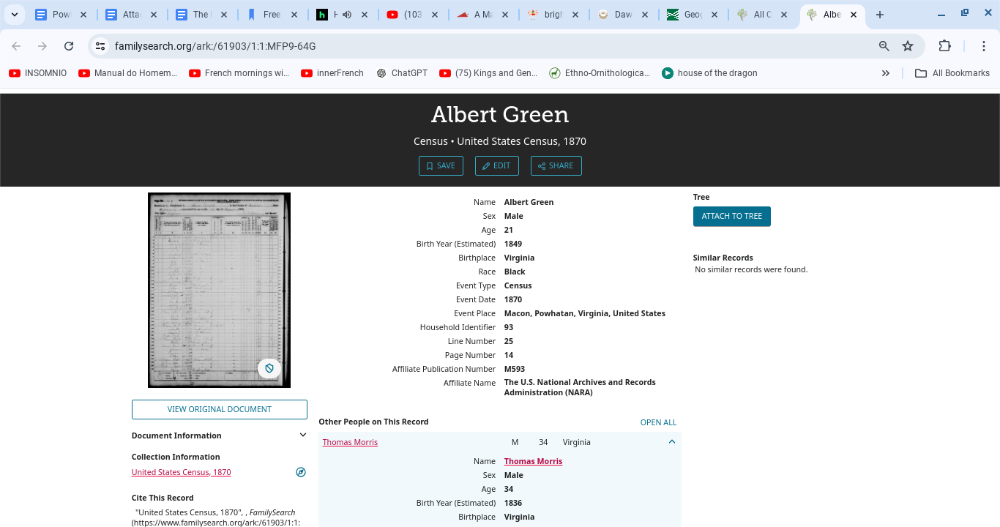 Pow
Atta
The
Free
H
(103
A Ma
brigh
Daw
Geog
All C
Albe
familysearch.org/ark:/61903/1:1:MFP9-64G
INSOMNIO
Manual do Homem...
French mornings wi...
innerFrench
ChatGPT
(75) Kings and Gen...
Ethno-Ornithologica...
house of the dragon
All Bookmarks
Albert Green
Census • United States Census, 1870
SAVE
EDIT
SHARE
Name Albert Green
Sex Male
Age 21
Birth Year (Estimated) 1849
Birthplace Virginia
Race Black
Event Type Census
Event Date 1870
Event Place Macon, Powhatan, Virginia, United States
Household Identifier 93
Line Number 25
Page Number 14
Affiliate Publication Number M593
Affiliate Name The U.S. National Archives and Records
Administration (NARA)
Tree
ATTACH TO TREE
Similar Records
No similar records were found.
VIEW ORIGINAL DOCUMENT
Document Information
Collection Information
United States Census, 1870
Cite This Record
"United States Census, 1870", , FamilySearch
(https://www.familysearch.org/ark:/61903/1:1:
Other People on This Record
OPEN ALL
Thomas Morris M 34 Virginia
Name Thomas Morris
Sex Male
Age 34
Birth Year (Estimated) 1836
Birthplace Virginia